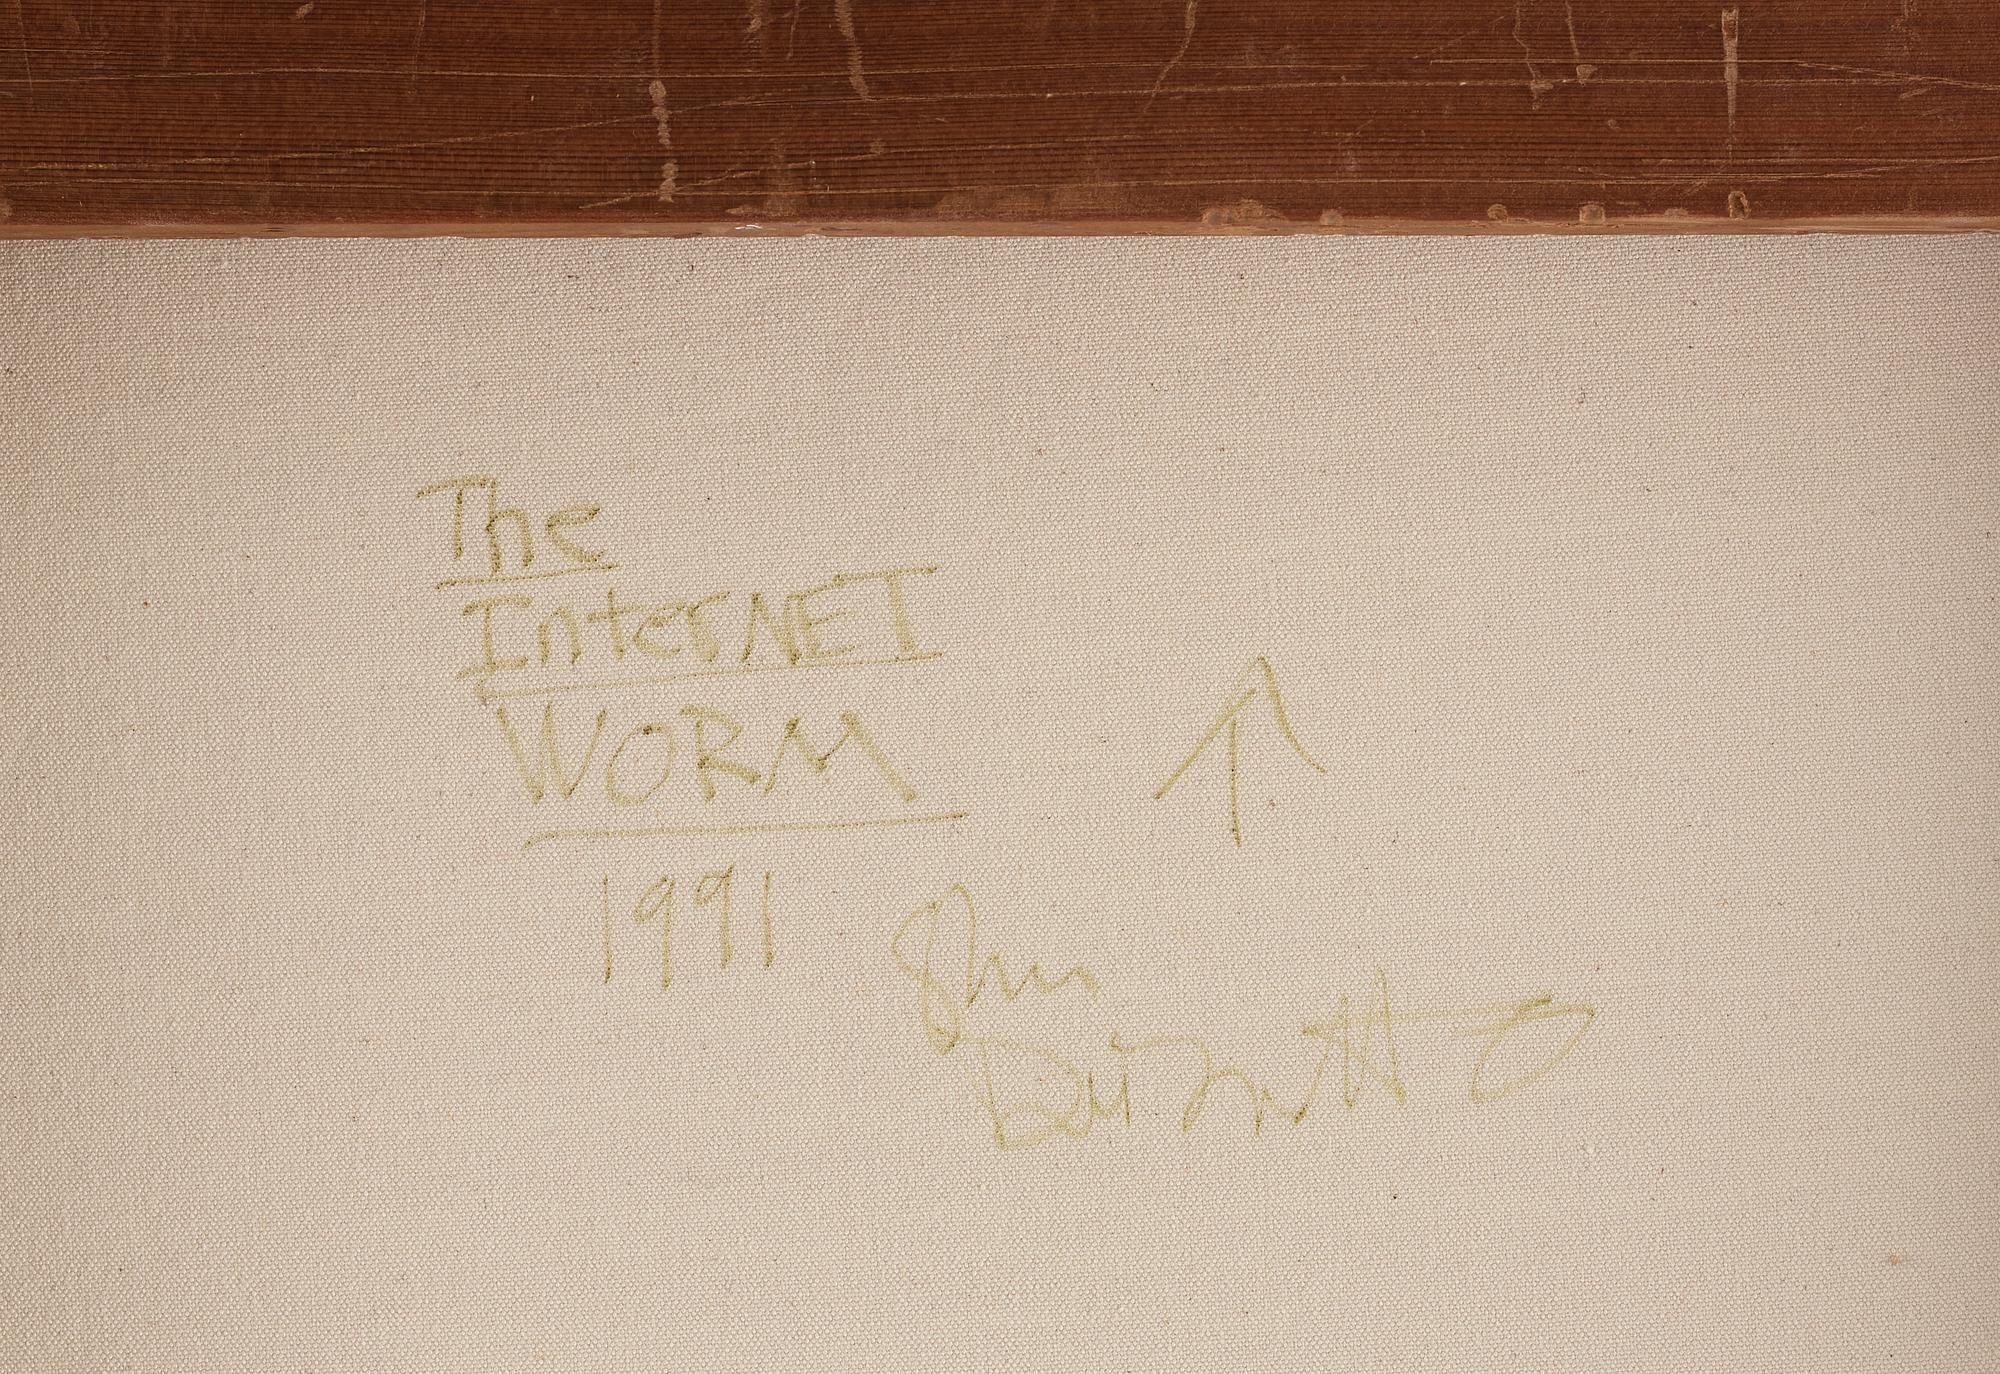 The
InterNET
WORM
1991